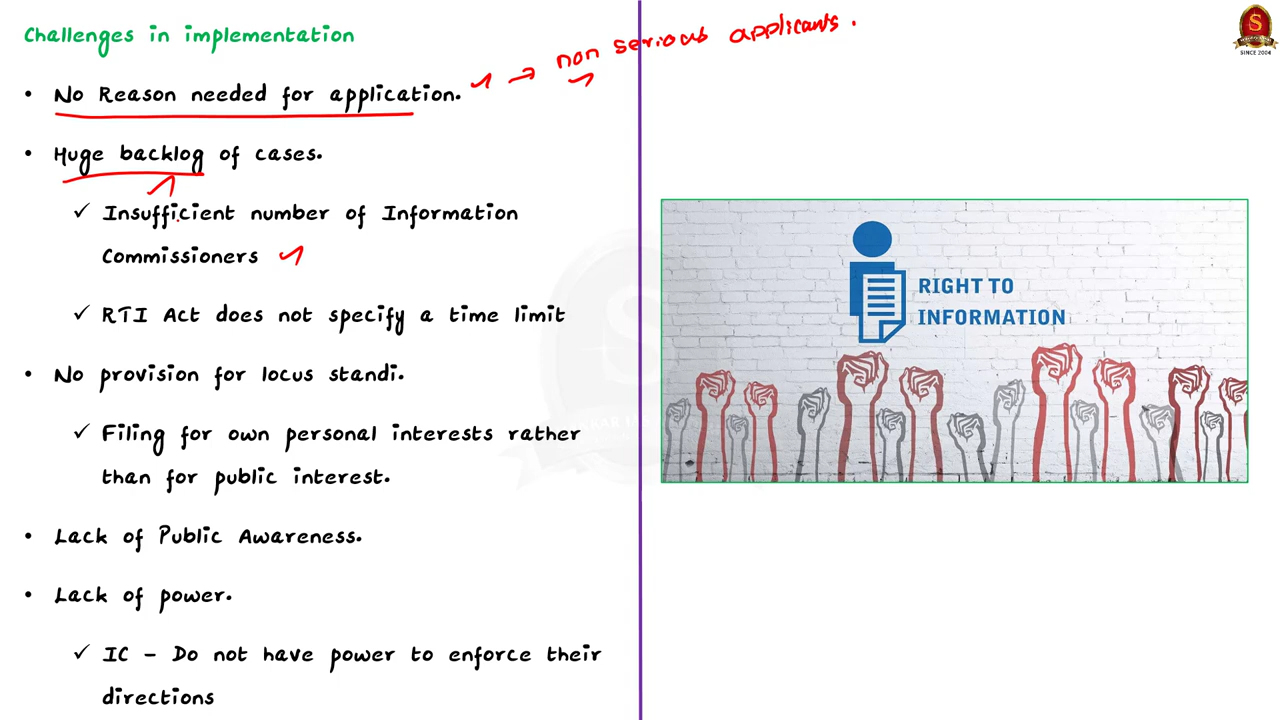 Challenges in implementation
non serious applicants.
• No Reason needed for application.
• Huge backlog of cases.
✓ Insufficient number of Information
Commissioners
✓ RTI Act does not specify a time limit
• No provision for locus standi.
✓ Filing for own personal interests rather
than for public interest.
• Lack of Public Awareness.
• Lack of power.
✓ IC – Do not have power to enforce their
directions
RIGHT TO
INFORMATION
S
SINCE 2004